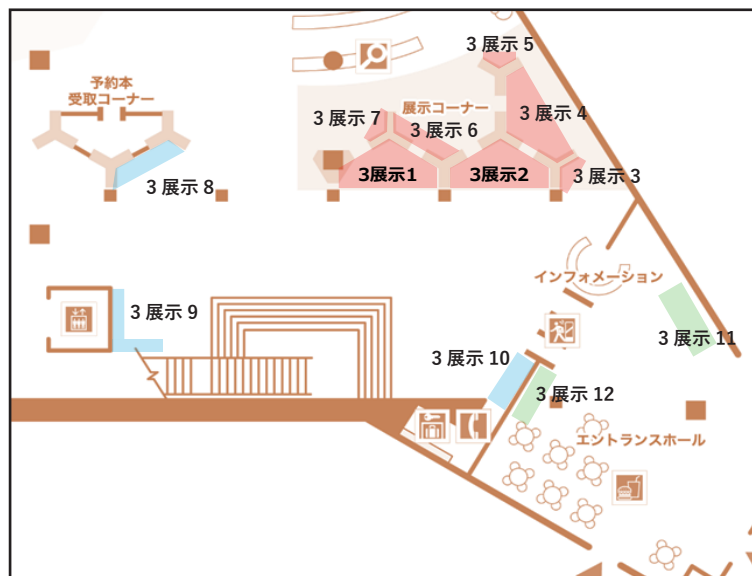 3 展示 5
予約本
受取コーナー
展示コーナー
3 展示 7
3 展示 6
3 展示 4
3展示1
3展示2
3 展示 3
3 展示 8
インフォメーション
3 展示 9
3 展示 11
3 展示 10
3 展示 12
エントランスホール